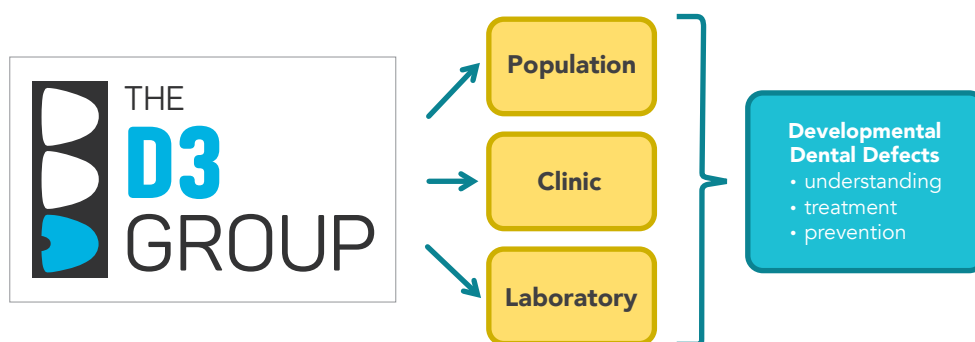 THE
D3
GROUP
Population
Clinic
Laboratory
Developmental
Dental Defects
• understanding
• treatment
• prevention